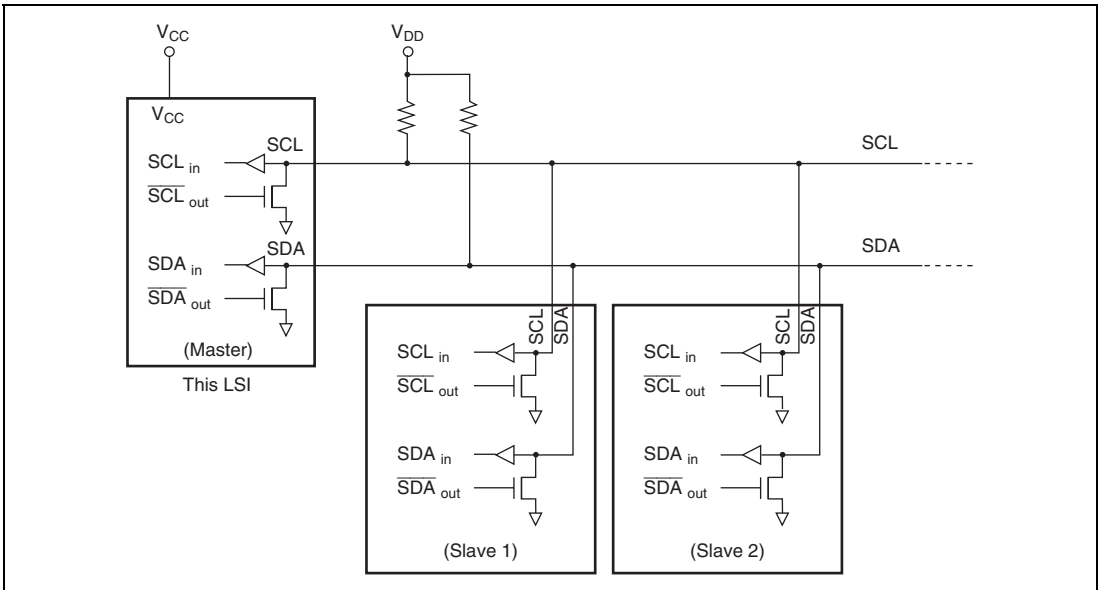 VCC
VDD
VCC
SCL
SCL
SCL in
SCL out
SDA
SDA
SDA in
SDA out
(Master)
This LSI
SCL
SDA
SCL in
SCL out
SDA in
SDA out
(Slave 1)
SCL
SDA
SCL in
SCL out
SDA in
SDA out
(Slave 2)